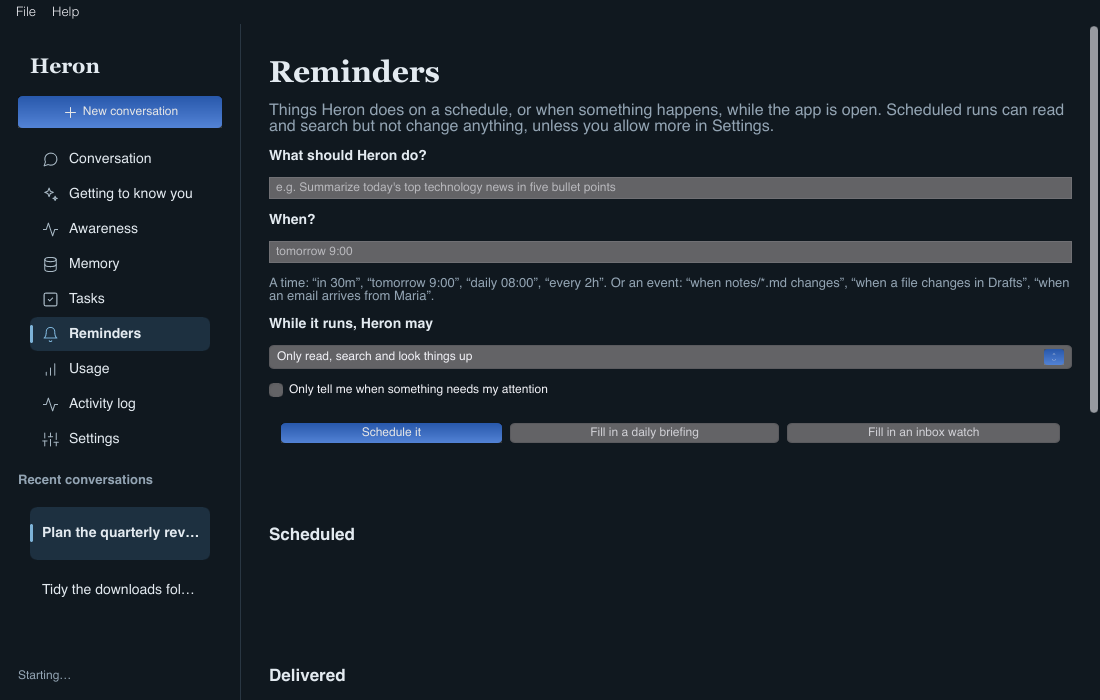 File Help
Heron
New conversation
Conversation
Getting to know you
Awareness
Memory
Tasks
Reminders
Usage
Activity log
Settings
Recent conversations
Plan the quarterly rev…
Tidy the downloads fol…
Starting…
Reminders
Things Heron does on a schedule, or when something happens, while the app is open. Scheduled runs can read
and search but not change anything, unless you allow more in Settings.
What should Heron do?
e.g. Summarize today's top technology news in five bullet points
When?
tomorrow 9:00
A time: “in 30m”, “tomorrow 9:00”, “daily 08:00”, “every 2h”. Or an event: “when notes/*.md changes”, “when a file changes in Drafts”, “when
an email arrives from Maria”.
While it runs, Heron may
Only read, search and look things up
Only tell me when something needs my attention
Schedule it
Fill in a daily briefing
Fill in an inbox watch
Scheduled
Delivered